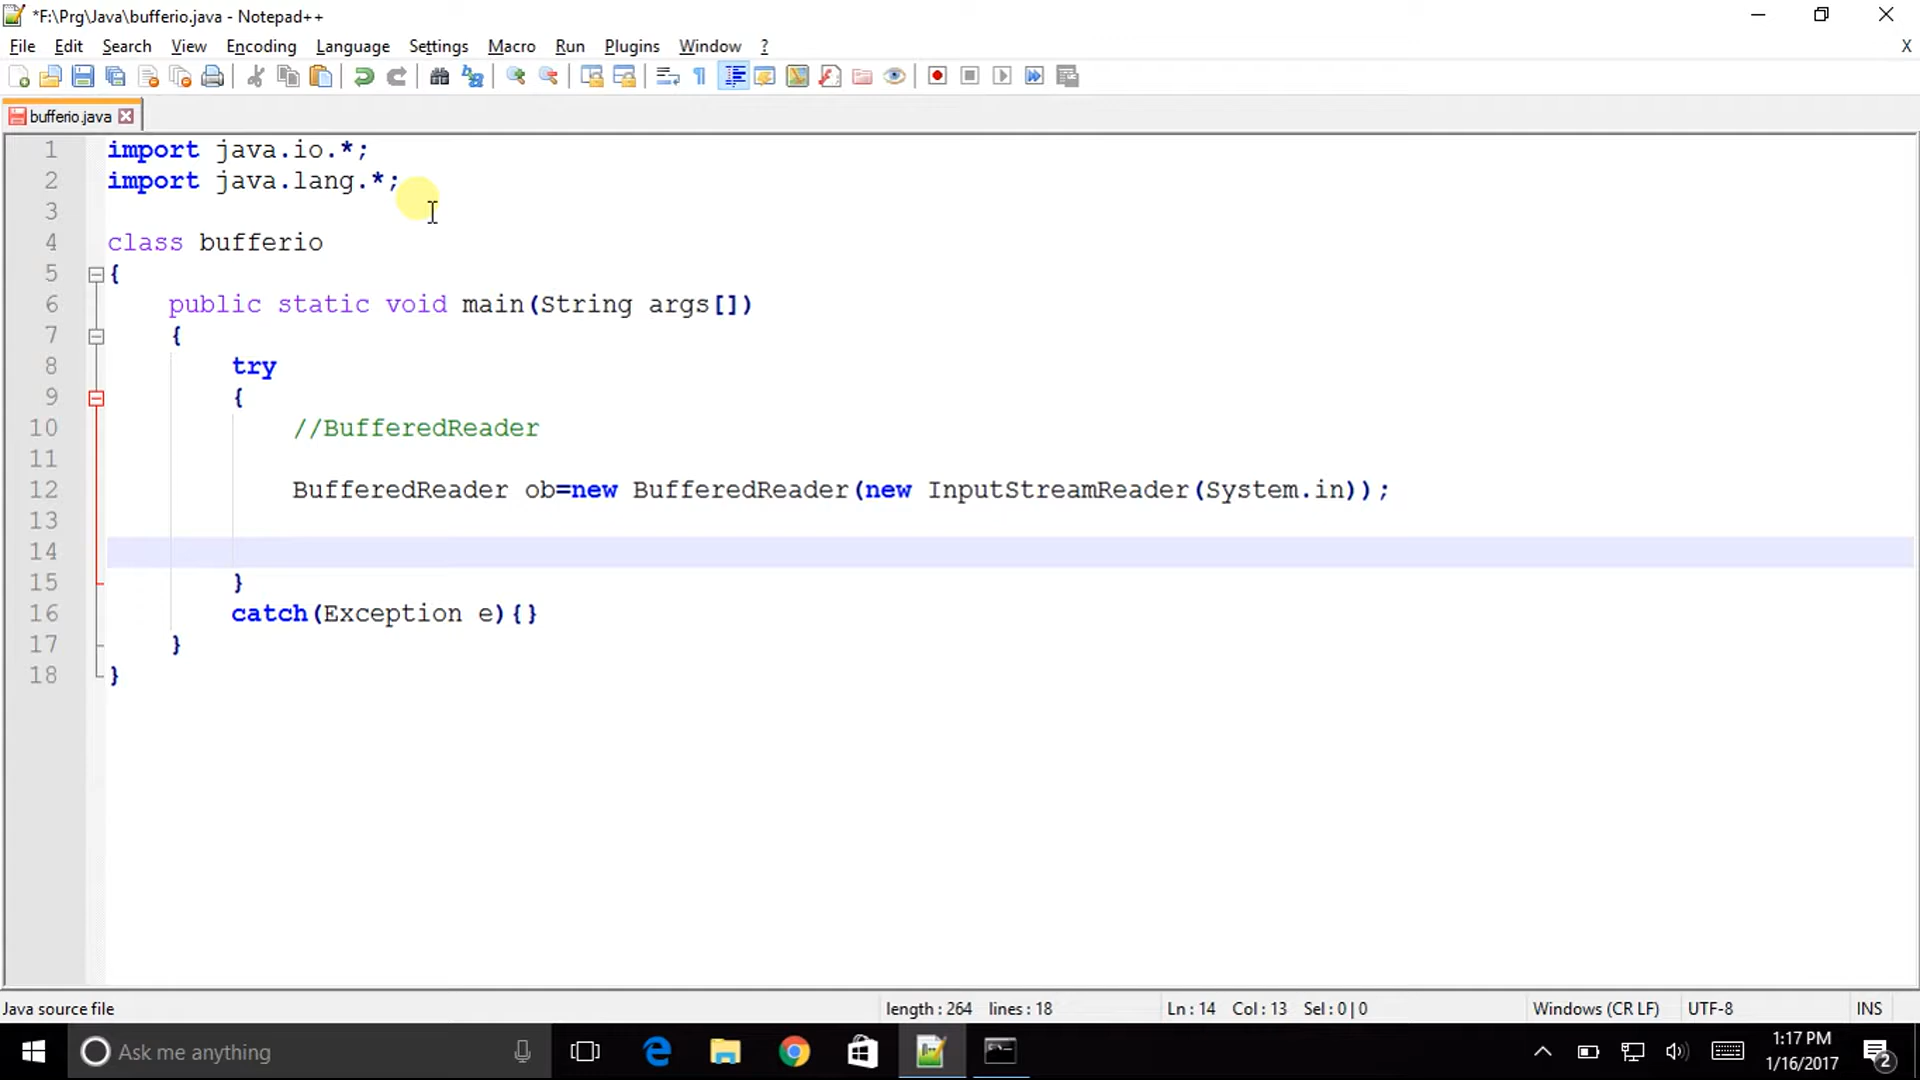 *F:\Prg\Java\bufferio.java - Notepad++
File Edit Search View Encoding Language Settings Macro Run Plugins Window ? X
bufferio.java
1 import java.io.*;
2 import java.lang.*;
3
4 class bufferio
5 {
6 public static void main(String args[])
7 {
8 try
9 {
10 //BufferedReader
11
12 BufferedReader ob=new BufferedReader(new InputStreamReader(System.in));
13
14
15 }
16 catch(Exception e){}
17 }
18 }
Java source file length : 264 lines : 18 Ln : 14 Col : 13 Sel : 0 | 0 Windows (CR LF) UTF-8 INS
Ask me anything
1:17 PM
1/16/2017
2